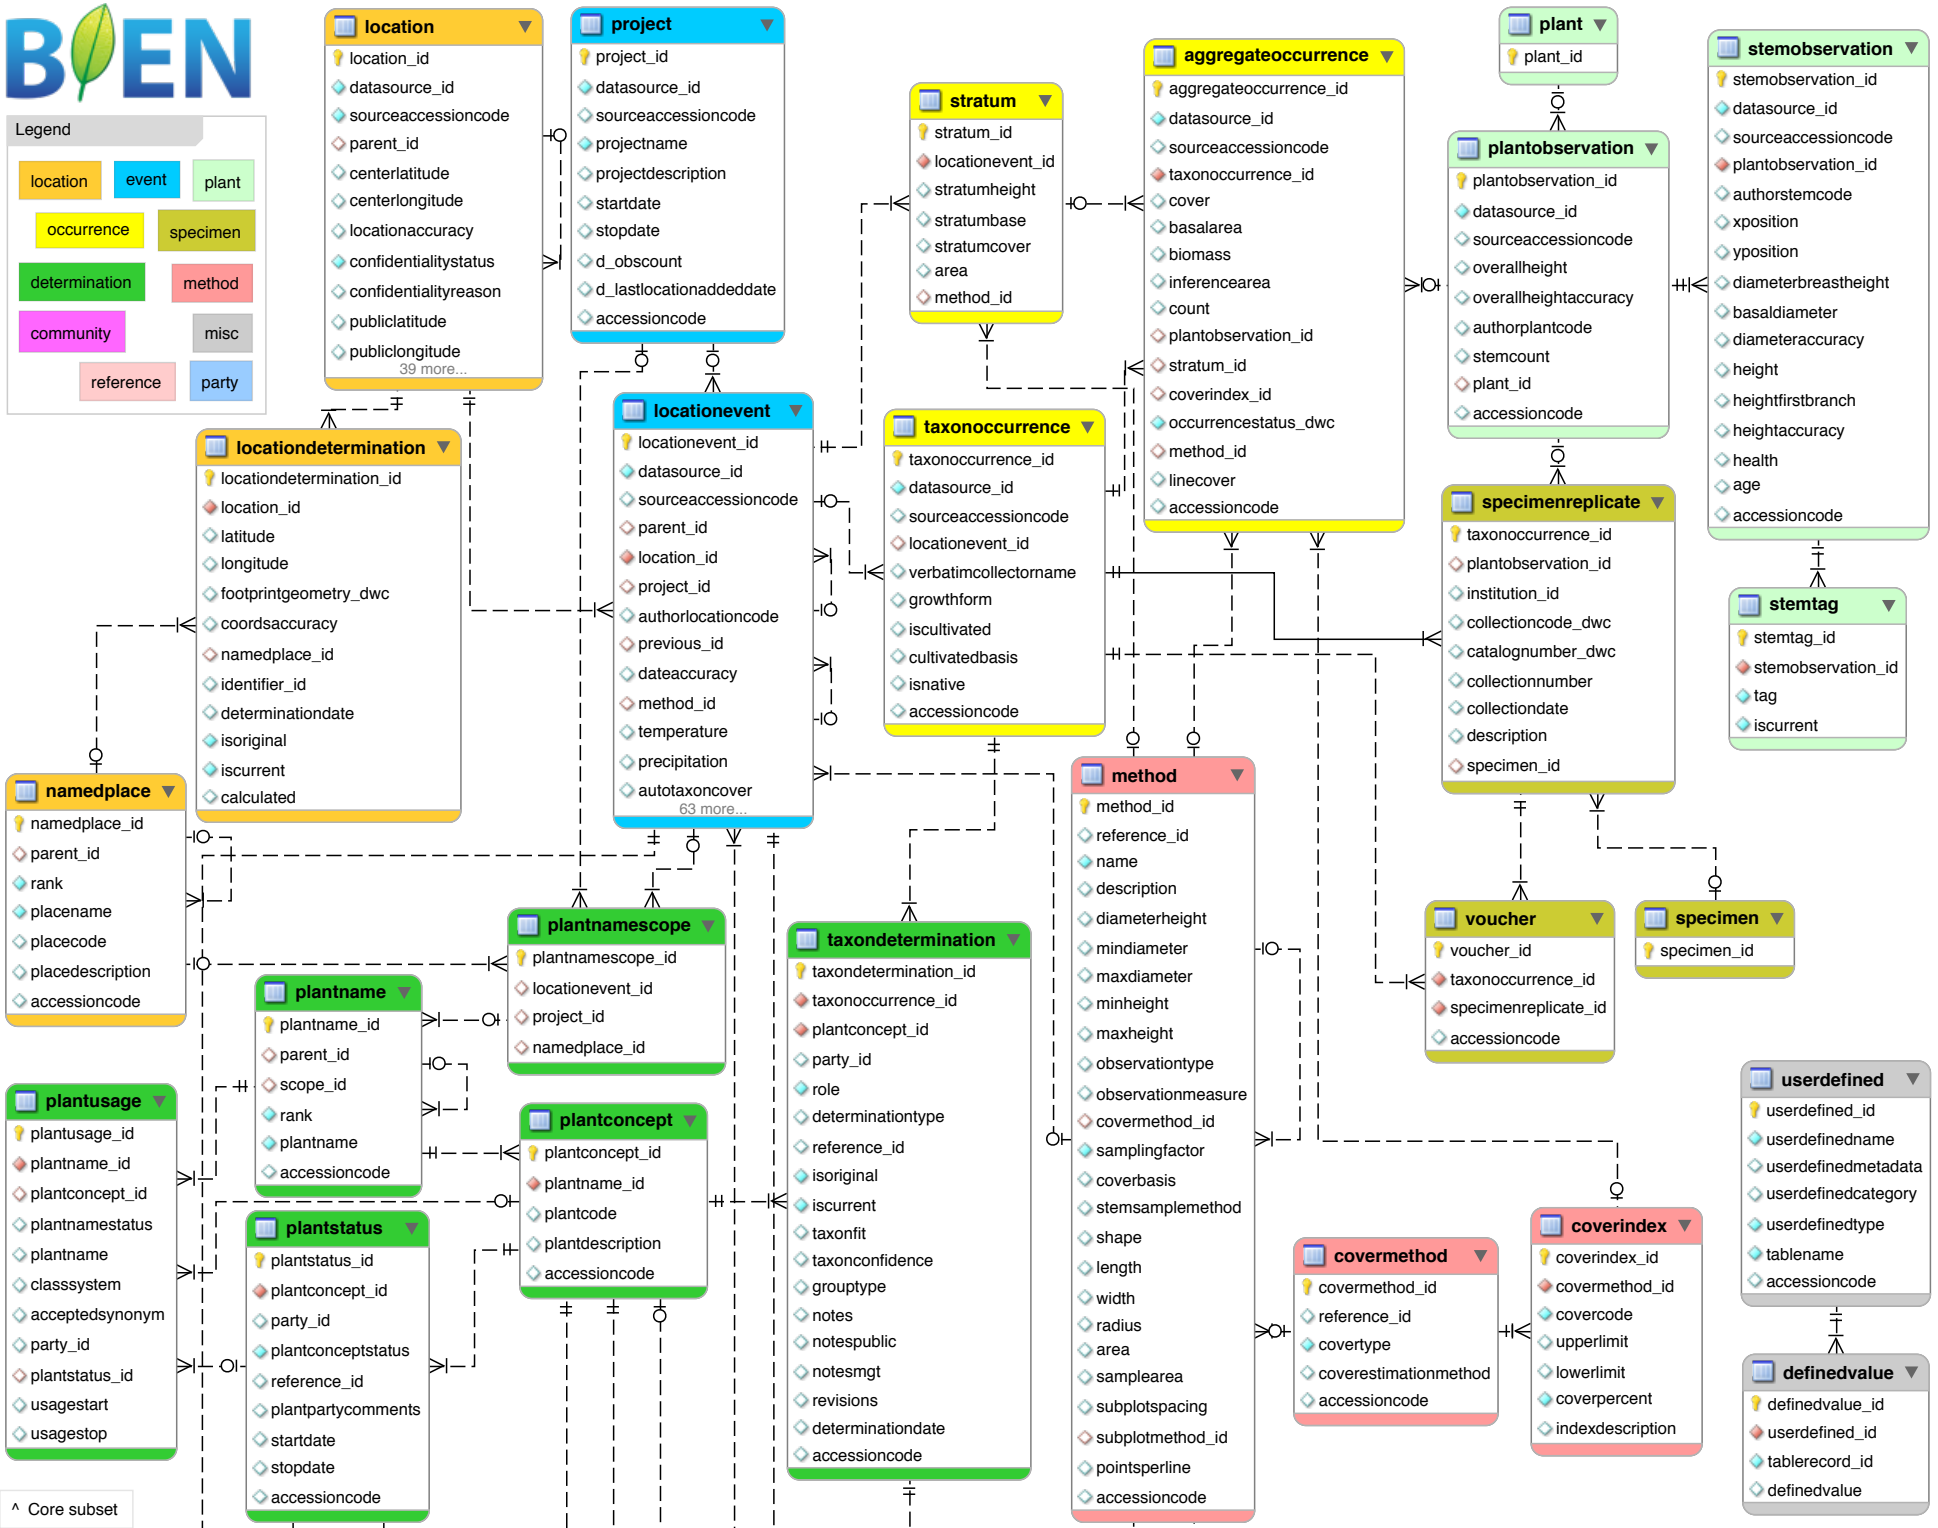 BIEN
Legend
location
event
plant
occurrence
specimen
determination
method
community
misc
reference
party
location
location_id
datasource_id
sourceaccessioncode
parent_id
centerlatitude
centerlongitude
locationaccuracy
confidentialitystatus
confidentialityreason
publiclatitude
publiclongitude
39 more...
project
project_id
datasource_id
sourceaccessioncode
projectname
projectdescription
startdate
stopdate
d_obscount
d_lastlocationaddeddate
accessioncode
stratum
stratum_id
locationevent_id
stratumheight
stratumbase
stratumcover
area
method_id
aggregateoccurrence
aggregateoccurrence_id
datasource_id
sourceaccessioncode
taxonoccurrence_id
cover
basalarea
biomass
inferencearea
count
plantobservation_id
stratum_id
coverindex_id
occurrencestatus_dwc
method_id
linecover
accessioncode
plant
plant_id
plantobservation
plantobservation_id
datasource_id
sourceaccessioncode
overallheight
overallheightaccuracy
authorplantcode
stemcount
plant_id
accessioncode
stemobservation
stemobservation_id
datasource_id
sourceaccessioncode
plantobservation_id
authorstemcode
xposition
yposition
diameterbreastheight
basaldiameter
diameteraccuracy
height
heightfirstbranch
heightaccuracy
health
age
accessioncode
locationdetermination
locationdetermination_id
location_id
latitude
longitude
footprintgeometry_dwc
coordsaccuracy
namedplace_id
identifier_id
determinationdate
isoriginal
iscurrent
calculated
locationevent
locationevent_id
datasource_id
sourceaccessioncode
parent_id
location_id
project_id
authorlocationcode
previous_id
dateaccuracy
method_id
temperature
precipitation
autotaxoncover
63 more...
taxonoccurrence
taxonoccurrence_id
datasource_id
sourceaccessioncode
locationevent_id
verbatimcollectorname
growthform
iscultivated
cultivatedbasis
isnative
accessioncode
specimenreplicate
taxonoccurrence_id
plantobservation_id
institution_id
collectioncode_dwc
catalognumber_dwc
collectionnumber
collectiondate
description
specimen_id
stemtag
stemtag_id
stemobservation_id
tag
iscurrent
namedplace
namedplace_id
parent_id
rank
placename
placecode
placedescription
accessioncode
method
method_id
reference_id
name
description
diameterheight
mindiameter
maxdiameter
minheight
maxheight
observationtype
observationmeasure
covermethod_id
samplingfactor
coverbasis
stemsamplemethod
shape
length
width
radius
area
samplearea
subplotspacing
subplotmethod_id
pointsperline
accessioncode
plantnamescope
plantnamescope_id
locationevent_id
project_id
namedplace_id
taxondetermination
taxondetermination_id
taxonoccurrence_id
plantconcept_id
party_id
role
determinationtype
reference_id
isoriginal
iscurrent
taxonfit
taxonconfidence
grouptype
notes
notespublic
notesmgt
revisions
determinationdate
accessioncode
voucher
voucher_id
taxonoccurrence_id
specimenreplicate_id
accessioncode
specimen
specimen_id
plantname
plantname_id
parent_id
scope_id
rank
plantname
accessioncode
plantusage
plantusage_id
plantname_id
plantconcept_id
plantnamestatus
plantname
classsystem
acceptedsynonym
party_id
plantstatus_id
usagestart
usagestop
plantconcept
plantconcept_id
plantname_id
plantcode
plantdescription
accessioncode
plantstatus
plantstatus_id
plantconcept_id
party_id
plantconceptstatus
reference_id
plantpartycomments
startdate
stopdate
accessioncode
covermethod
covermethod_id
reference_id
covertype
coverestimationmethod
accessioncode
coverindex
coverindex_id
covermethod_id
covercode
upperlimit
lowerlimit
coverpercent
indexdescription
userdefined
userdefined_id
userdefinedname
userdefinedmetadata
userdefinedcategory
userdefinedtype
tablename
accessioncode
definedvalue
definedvalue_id
userdefined_id
tablerecord_id
definedvalue
^ Core subset